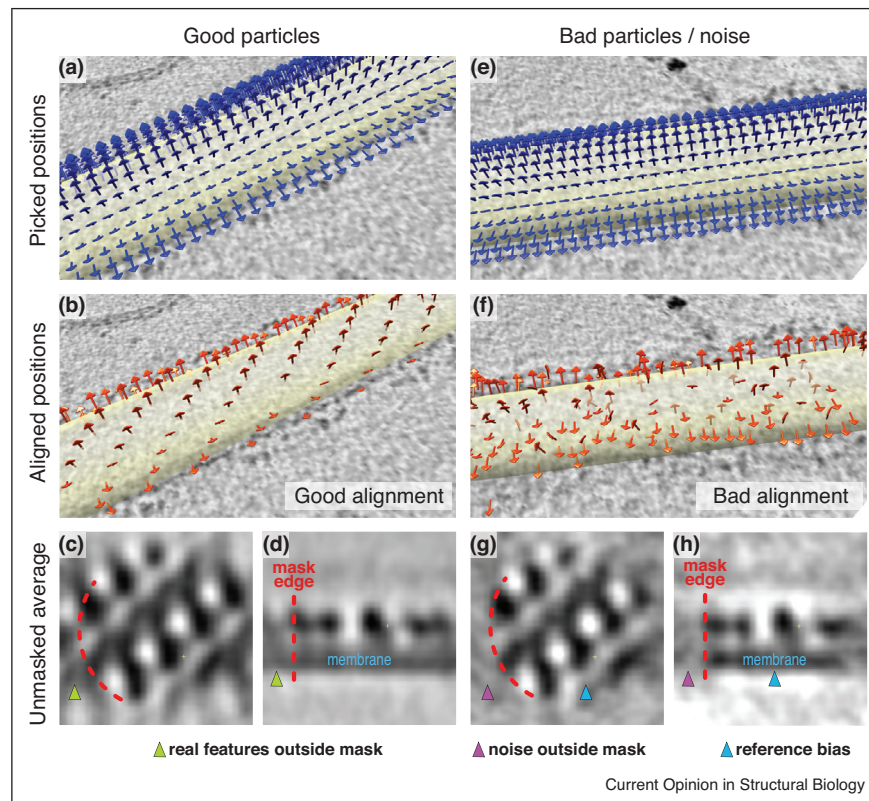 Good particles
Bad particles / noise
Picked positions
(a)
(e)
Aligned positions
(b)
Good alignment
(f)
Bad alignment
Unmasked average
(c)
(d)
mask
edge
membrane
(g)
(h)
mask
edge
membrane
real features outside mask
noise outside mask
reference bias
Current Opinion in Structural Biology